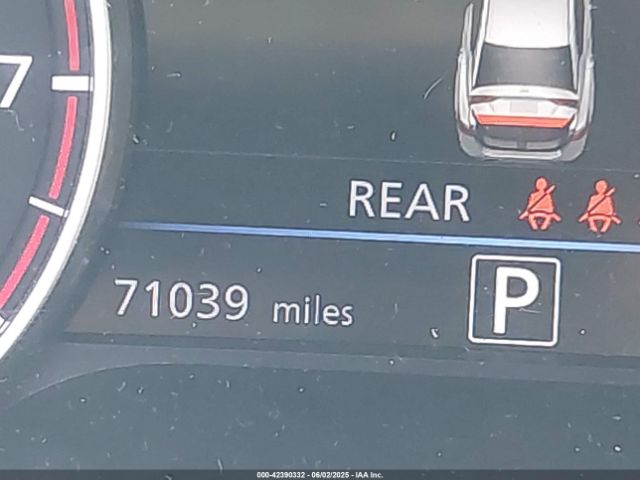 7
REAR
71039 miles P
000-42390332 - 06/02/2025 - IAA Inc.